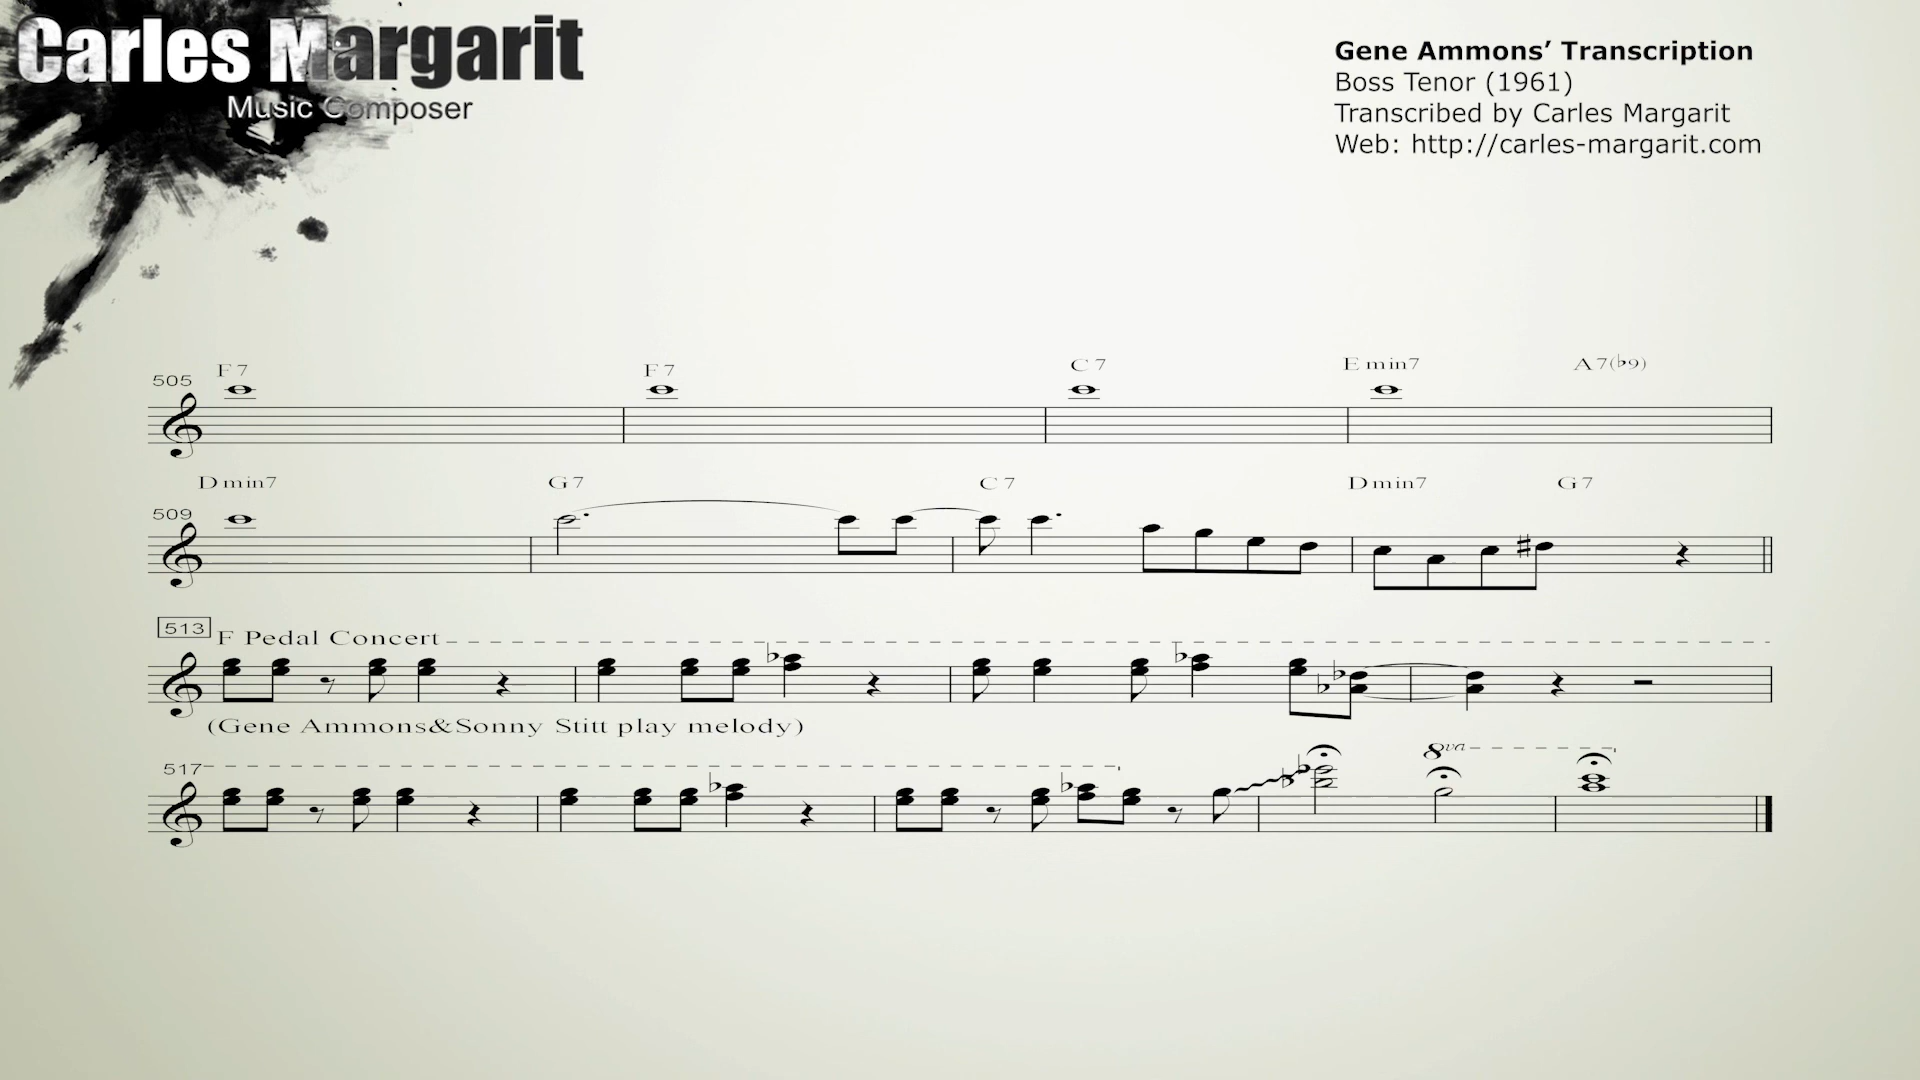 Carles Margarit
Music Composer
Gene Ammons’ Transcription
Boss Tenor (1961)
Transcribed by Carles Margarit
Web: http://carles-margarit.com
505 F7 F7 C7 Emin7 A7(♭9)
509 Dmin7 G7 C7 Dmin7 G7
513 F Pedal Concert
(Gene Ammons&Sonny Stitt play melody)
517 8va